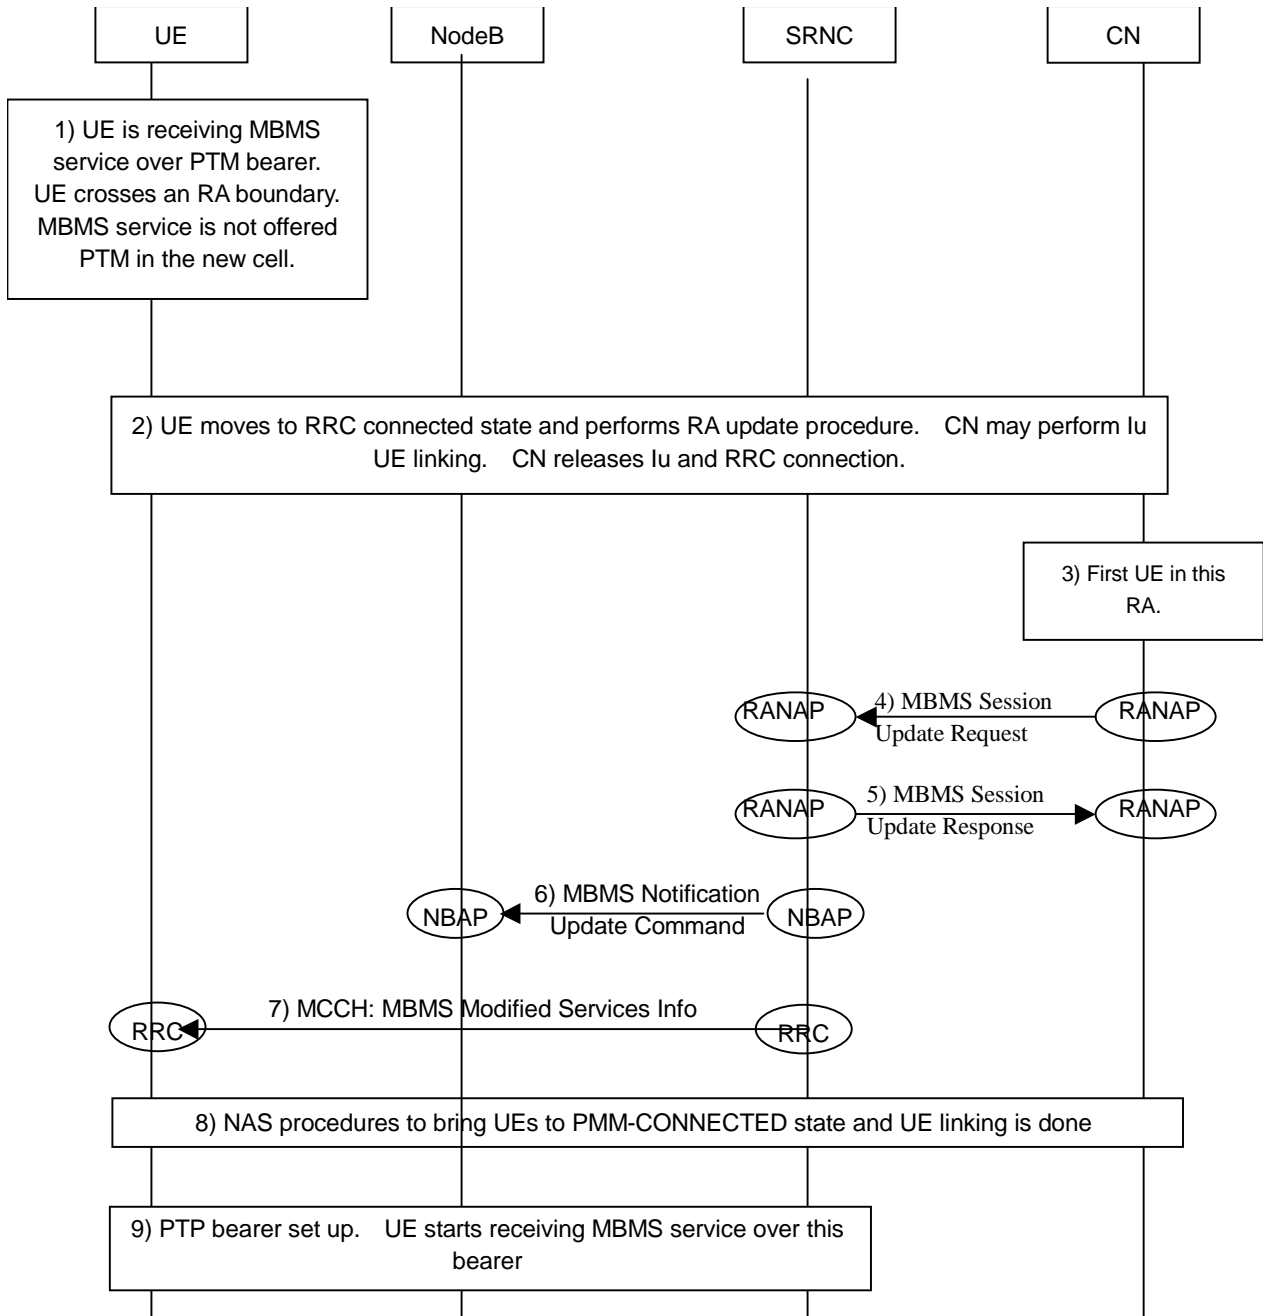 UE
NodeB
SRNC
CN
1) UE is receiving MBMS
service over PTM bearer.
UE crosses an RA boundary.
MBMS service is not offered
PTM in the new cell.
2) UE moves to RRC connected state and performs RA update procedure. CN may perform Iu
UE linking. CN releases Iu and RRC connection.
3) First UE in this
RA.
RANAP
4) MBMS Session
Update Request
RANAP
RANAP
5) MBMS Session
Update Response
RANAP
NBAP
6) MBMS Notification
Update Command
NBAP
RRC
7) MCCH: MBMS Modified Services Info
RRC
8) NAS procedures to bring UEs to PMM-CONNECTED state and UE linking is done
9) PTP bearer set up. UE starts receiving MBMS service over this
bearer